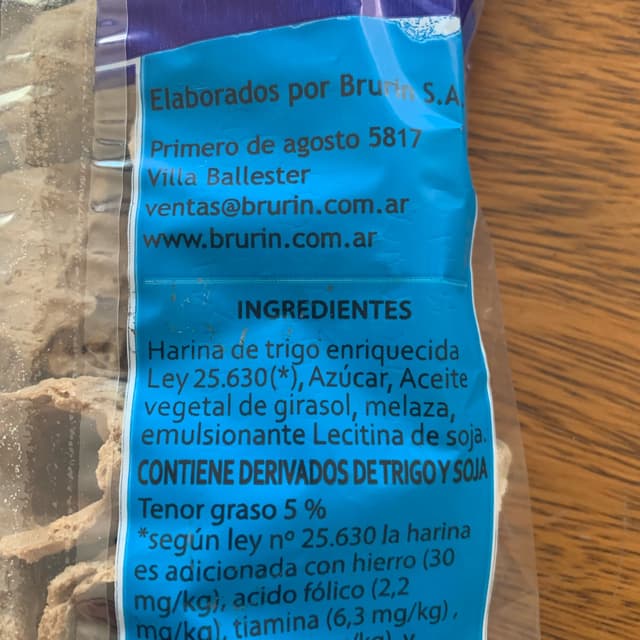 Elaborados por Brurin S.A
Primero de agosto 5817
Villa Ballester
ventas@brurin.com.ar
www.brurin.com.ar
INGREDIENTES
Harina de trigo enriquecida
Ley 25.630(*), Azúcar, Aceite
vegetal de girasol, melaza,
emulsionante Lecitina de soja.
CONTIENE DERIVADOS DE TRIGO Y SOJA
Tenor graso 5 %
*según ley nº 25.630 la harina
es adicionada con hierro (30
mg/kg), acido fólico (2,2
mg/kg), tiamina (6,3 mg/kg),